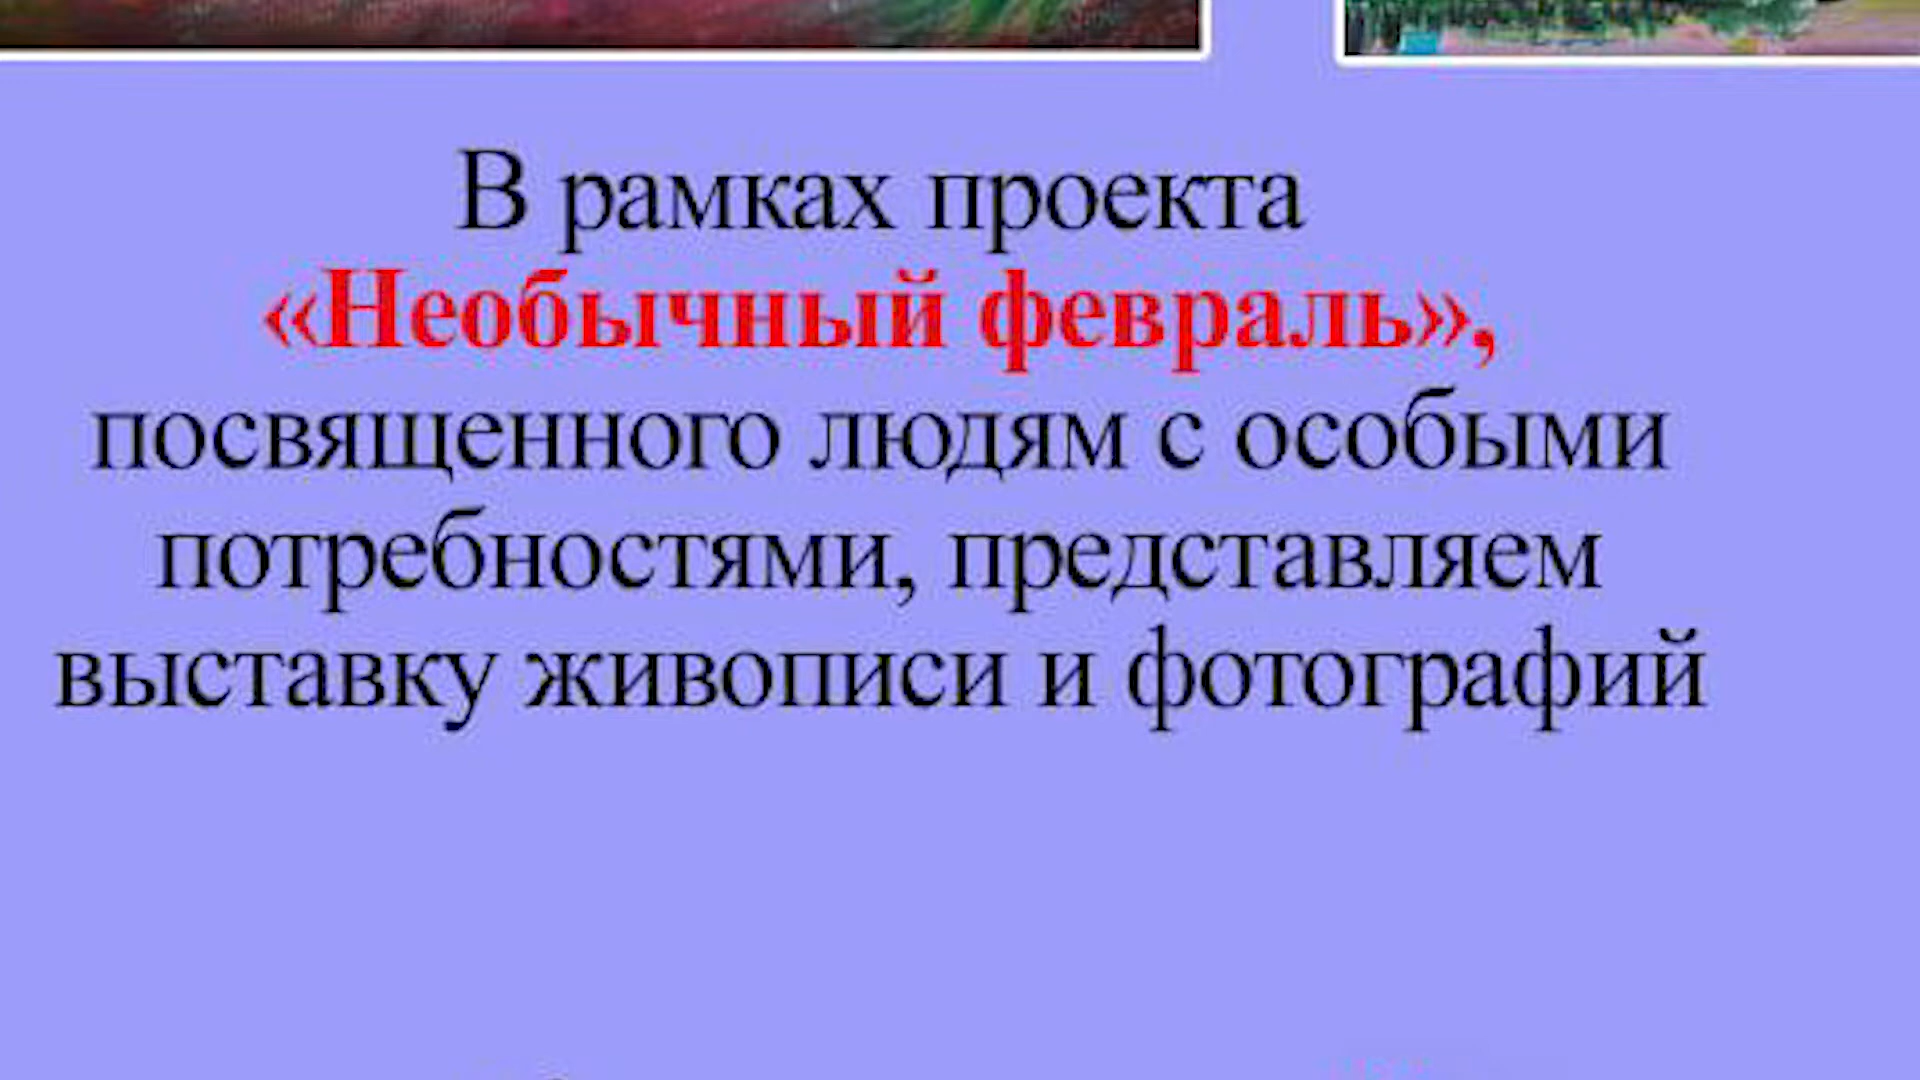 В рамках проекта
«Необычный февраль»,
посвященного людям с особыми
потребностями, представляем
выставку живописи и фотографий